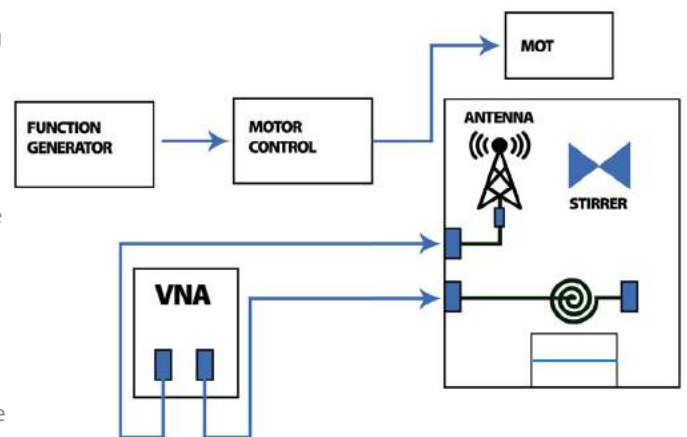 MOT
FUNCTION
GENERATOR
MOTOR
CONTROL
ANTENNA
STIRRER
VNA